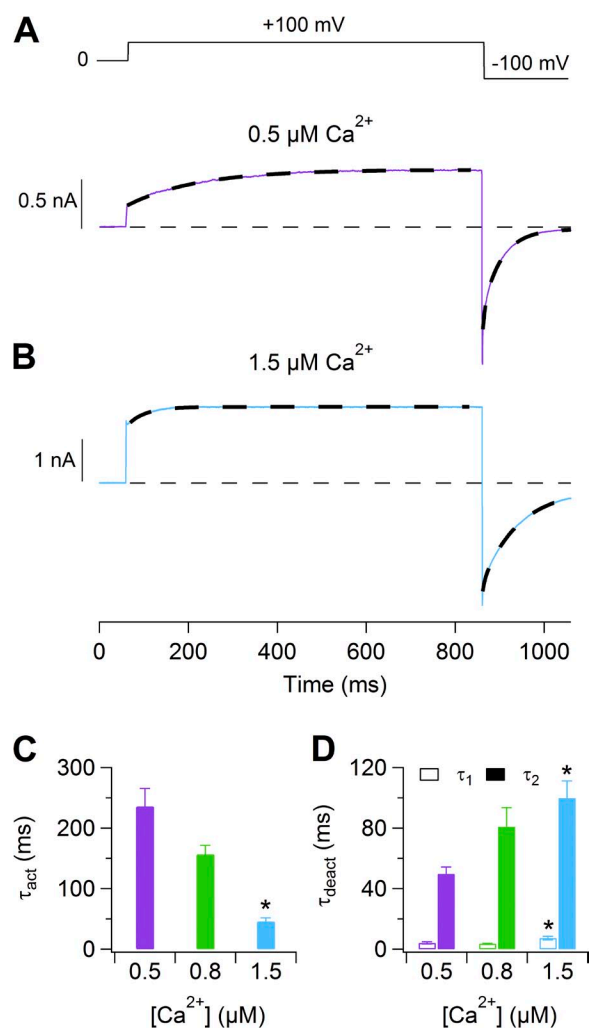 A
+100 mV
0
-100 mV
0.5 µM Ca²⁺
0.5 nA
B
1.5 µM Ca²⁺
1 nA
0 200 400 600 800 1000
Time (ms)
C
300
200
100
0
τact (ms)
*
0.5 0.8 1.5
[Ca²⁺] (µM)
D
τ₁ τ₂
120
80
40
0
τdeact (ms)
*
*
0.5 0.8 1.5
[Ca²⁺] (µM)